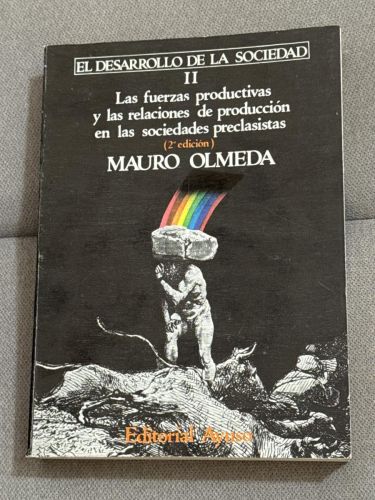 EL DESARROLLO DE LA SOCIEDAD
II
Las fuerzas productivas
y las relaciones de producción
en las sociedades preclasistas
(2ª edición)
MAURO OLMEDA
Editorial Ayuso